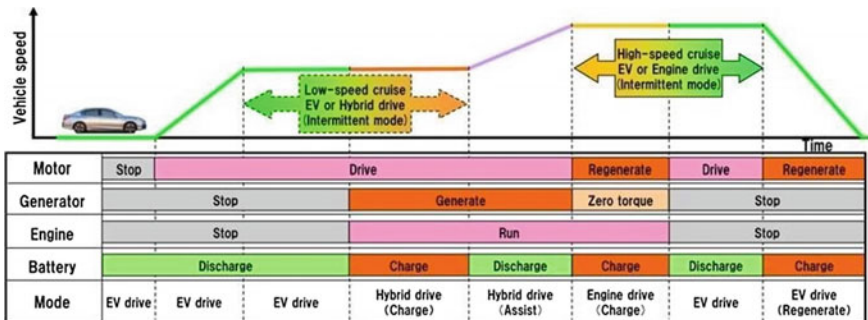 Vehicle speed
Low-speed cruise
EV or Hybrid drive
(Intermittent mode)
High-speed cruise
EV or Engine drive
(Intermittent mode)
Time
Motor Stop Drive Regenerate Drive Regenerate
Generator Stop Generate Zero torque Stop
Engine Stop Run Stop
Battery Discharge Charge Discharge Charge Discharge Charge
Mode EV drive EV drive EV drive Hybrid drive Hybrid drive Engine drive EV drive EV drive
(Charge) (Assist) (Charge) (Regenerate)